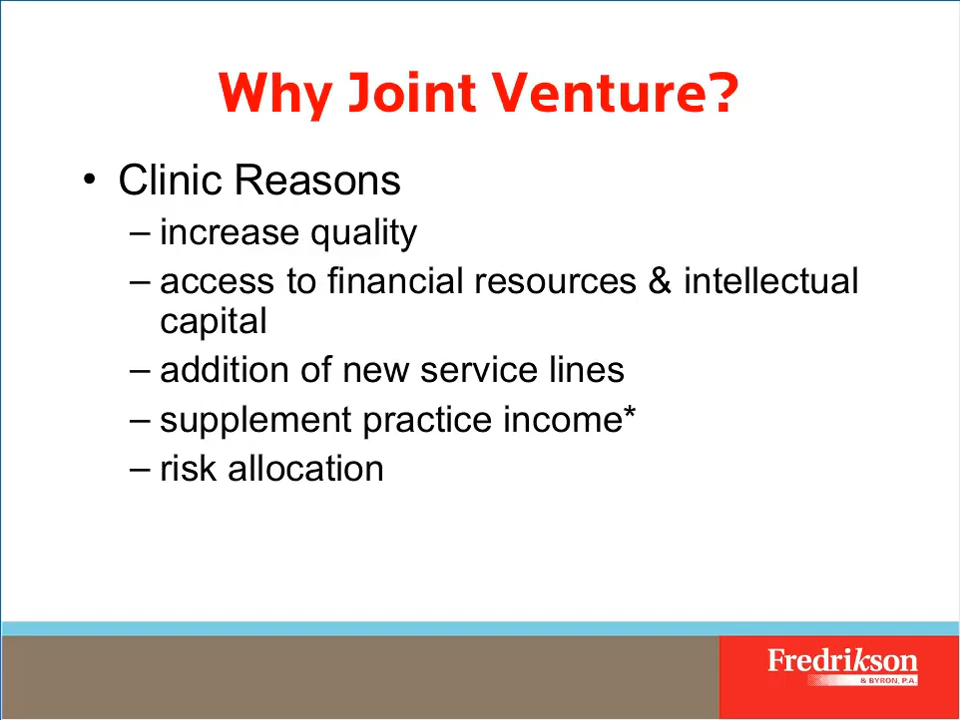 Why Joint Venture?
• Clinic Reasons
– increase quality
– access to financial resources & intellectual
capital
– addition of new service lines
– supplement practice income*
– risk allocation
Fredrikson
& BYRON, P.A.